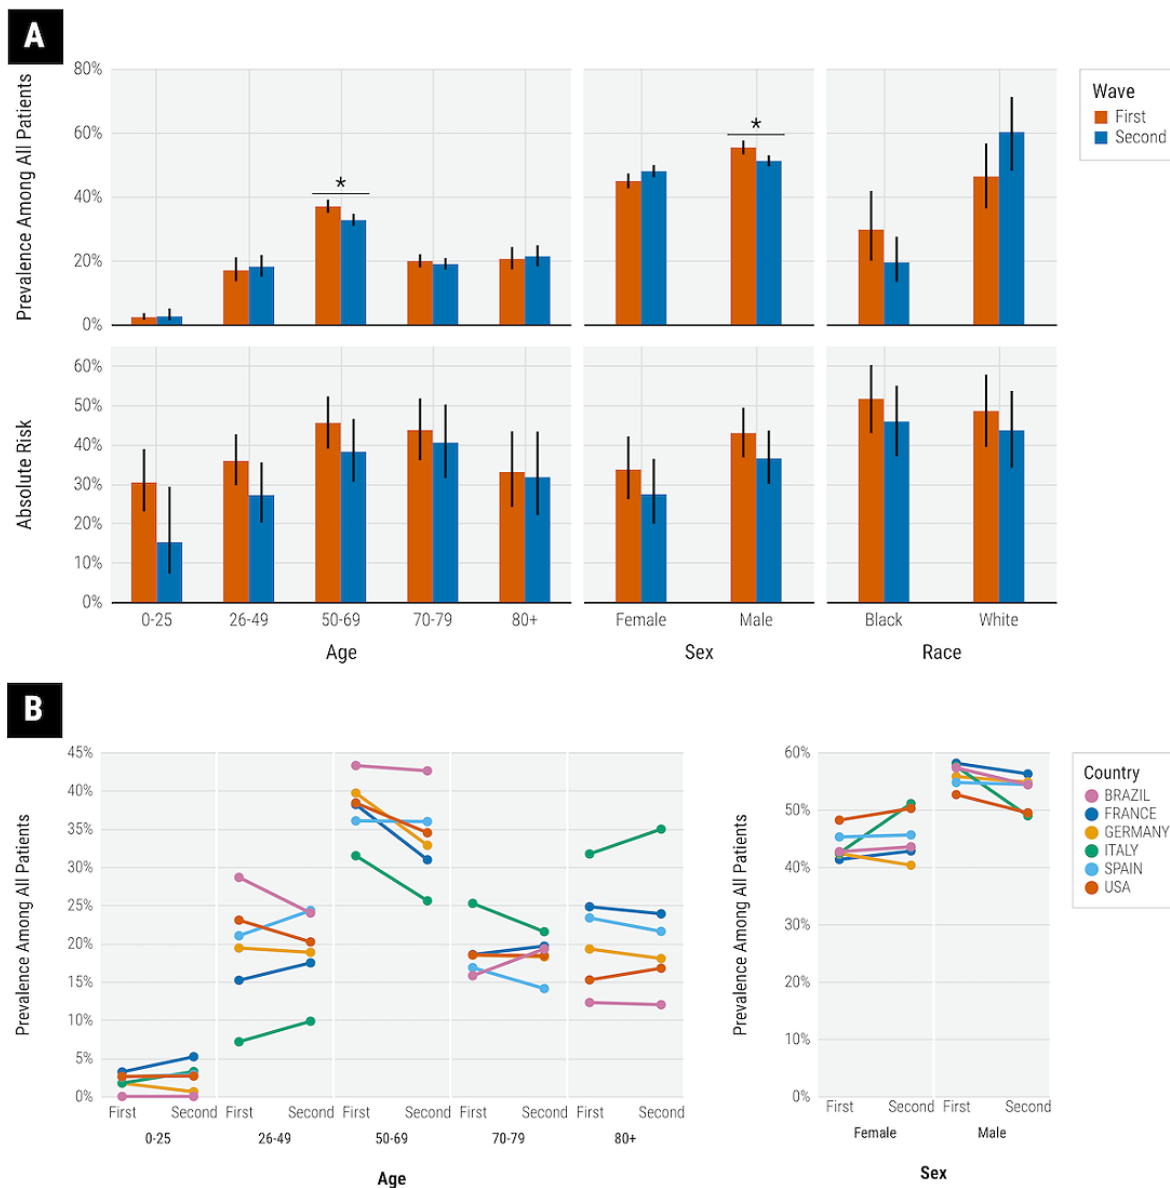 A
Prevalence Among All Patients
80%
60%
40%
20%
0%
*
*
Wave
First
Second
Absolute Risk
60%
50%
40%
30%
20%
10%
0%
0-25 26-49 50-69 70-79 80+ Female Male Black White
Age Sex Race
B
Prevalence Among All Patients
45%
40%
35%
30%
25%
20%
15%
10%
5%
0%
First Second First Second First Second First Second First Second
0-25 26-49 50-69 70-79 80+
Age
Prevalence Among All Patients
60%
50%
40%
30%
20%
10%
0%
First Second First Second
Female Male
Sex
Country
BRAZIL
FRANCE
GERMANY
ITALY
SPAIN
USA